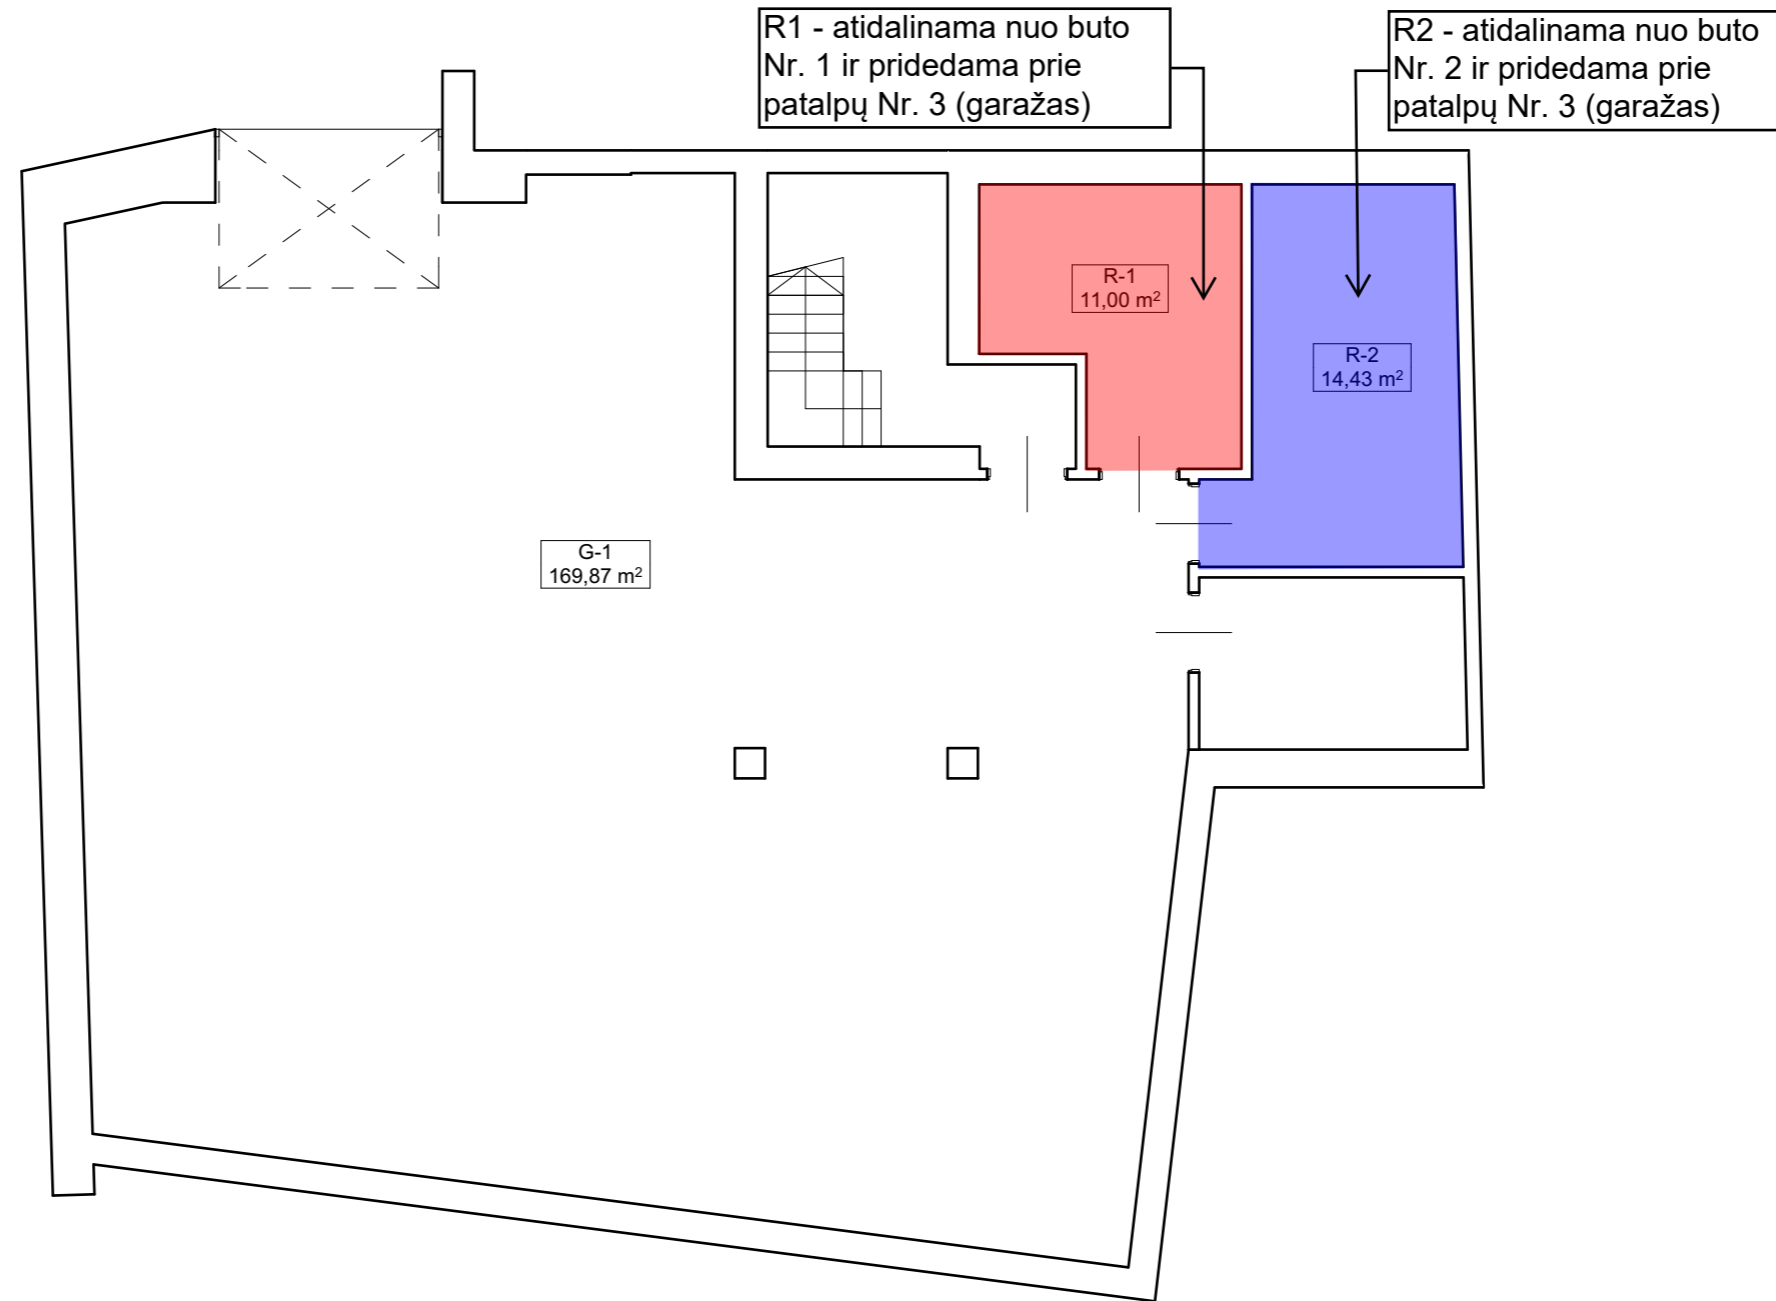 R1 - atidalinama nuo buto
Nr. 1 ir pridedama prie
patalpų Nr. 3 (garažas)
R2 - atidalinama nuo buto
Nr. 2 ir pridedama prie
patalpų Nr. 3 (garažas)
R-1
11,00 m²
R-2
14,43 m²
G-1
169,87 m²